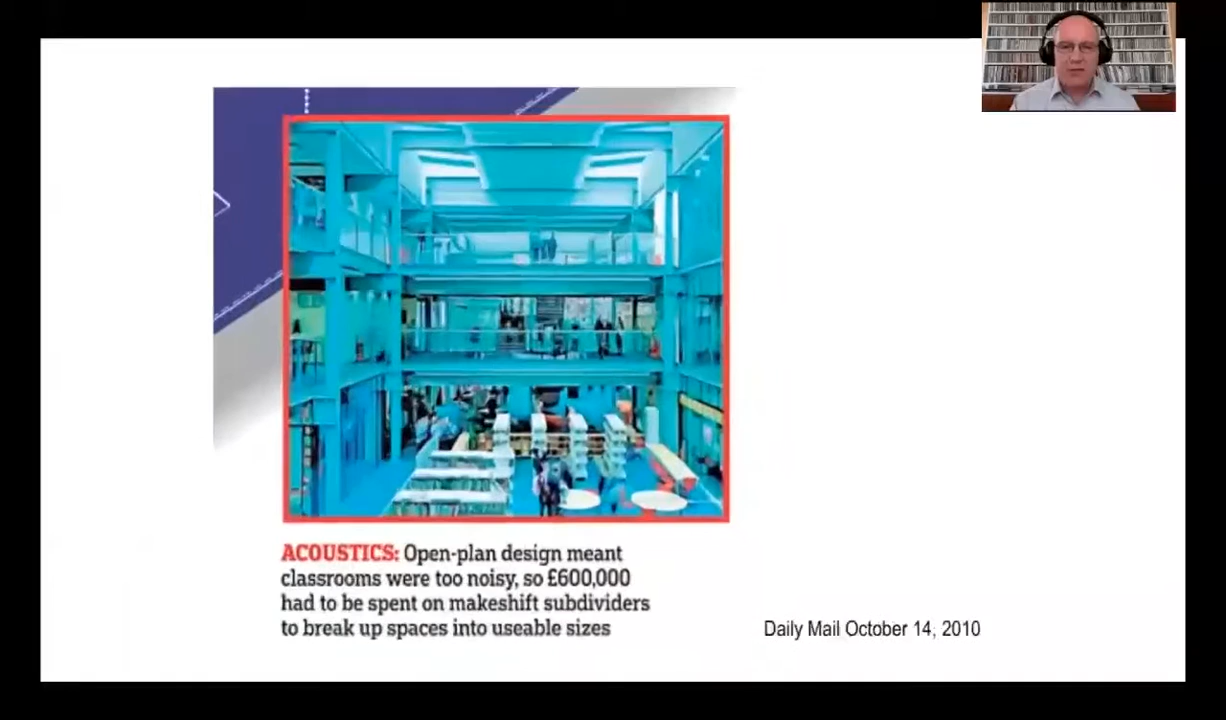 ACOUSTICS: Open-plan design meant
classrooms were too noisy, so £600,000
had to be spent on makeshift subdividers
to break up spaces into useable sizes
Daily Mail October 14, 2010